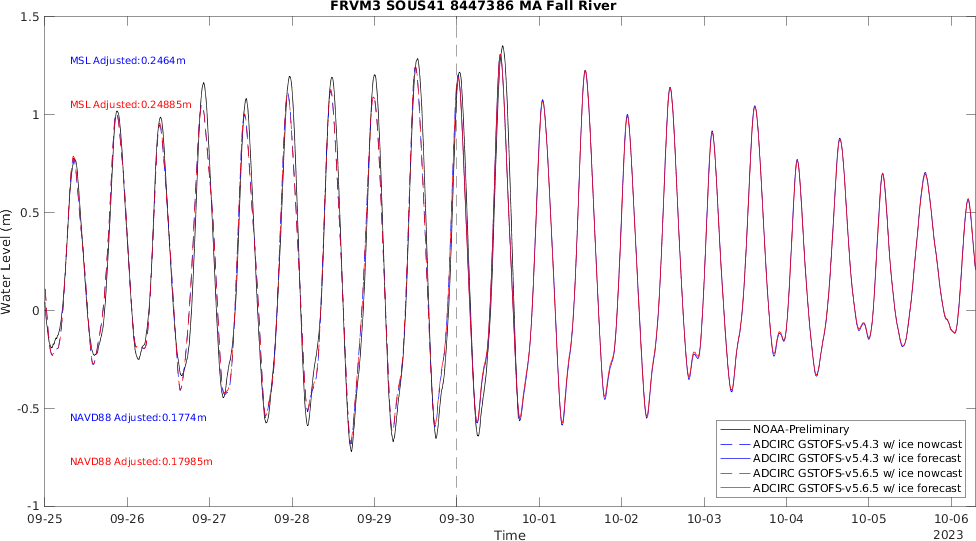 FRVM3 SOUS41 8447386 MA Fall River
1.5
1
0.5
0
-0.5
-1
Water Level (m)
MSL Adjusted:0.2464m
MSL Adjusted:0.24885m
NAVD88 Adjusted:0.1774m
NAVD88 Adjusted:0.17985m
NOAA-Preliminary
ADCIRC GSTOFS-v5.4.3 w/ ice nowcast
ADCIRC GSTOFS-v5.4.3 w/ ice forecast
ADCIRC GSTOFS-v5.6.5 w/ ice nowcast
ADCIRC GSTOFS-v5.6.5 w/ ice forecast
09-25 09-26 09-27 09-28 09-29 09-30 10-01 10-02 10-03 10-04 10-05 10-06
Time
2023